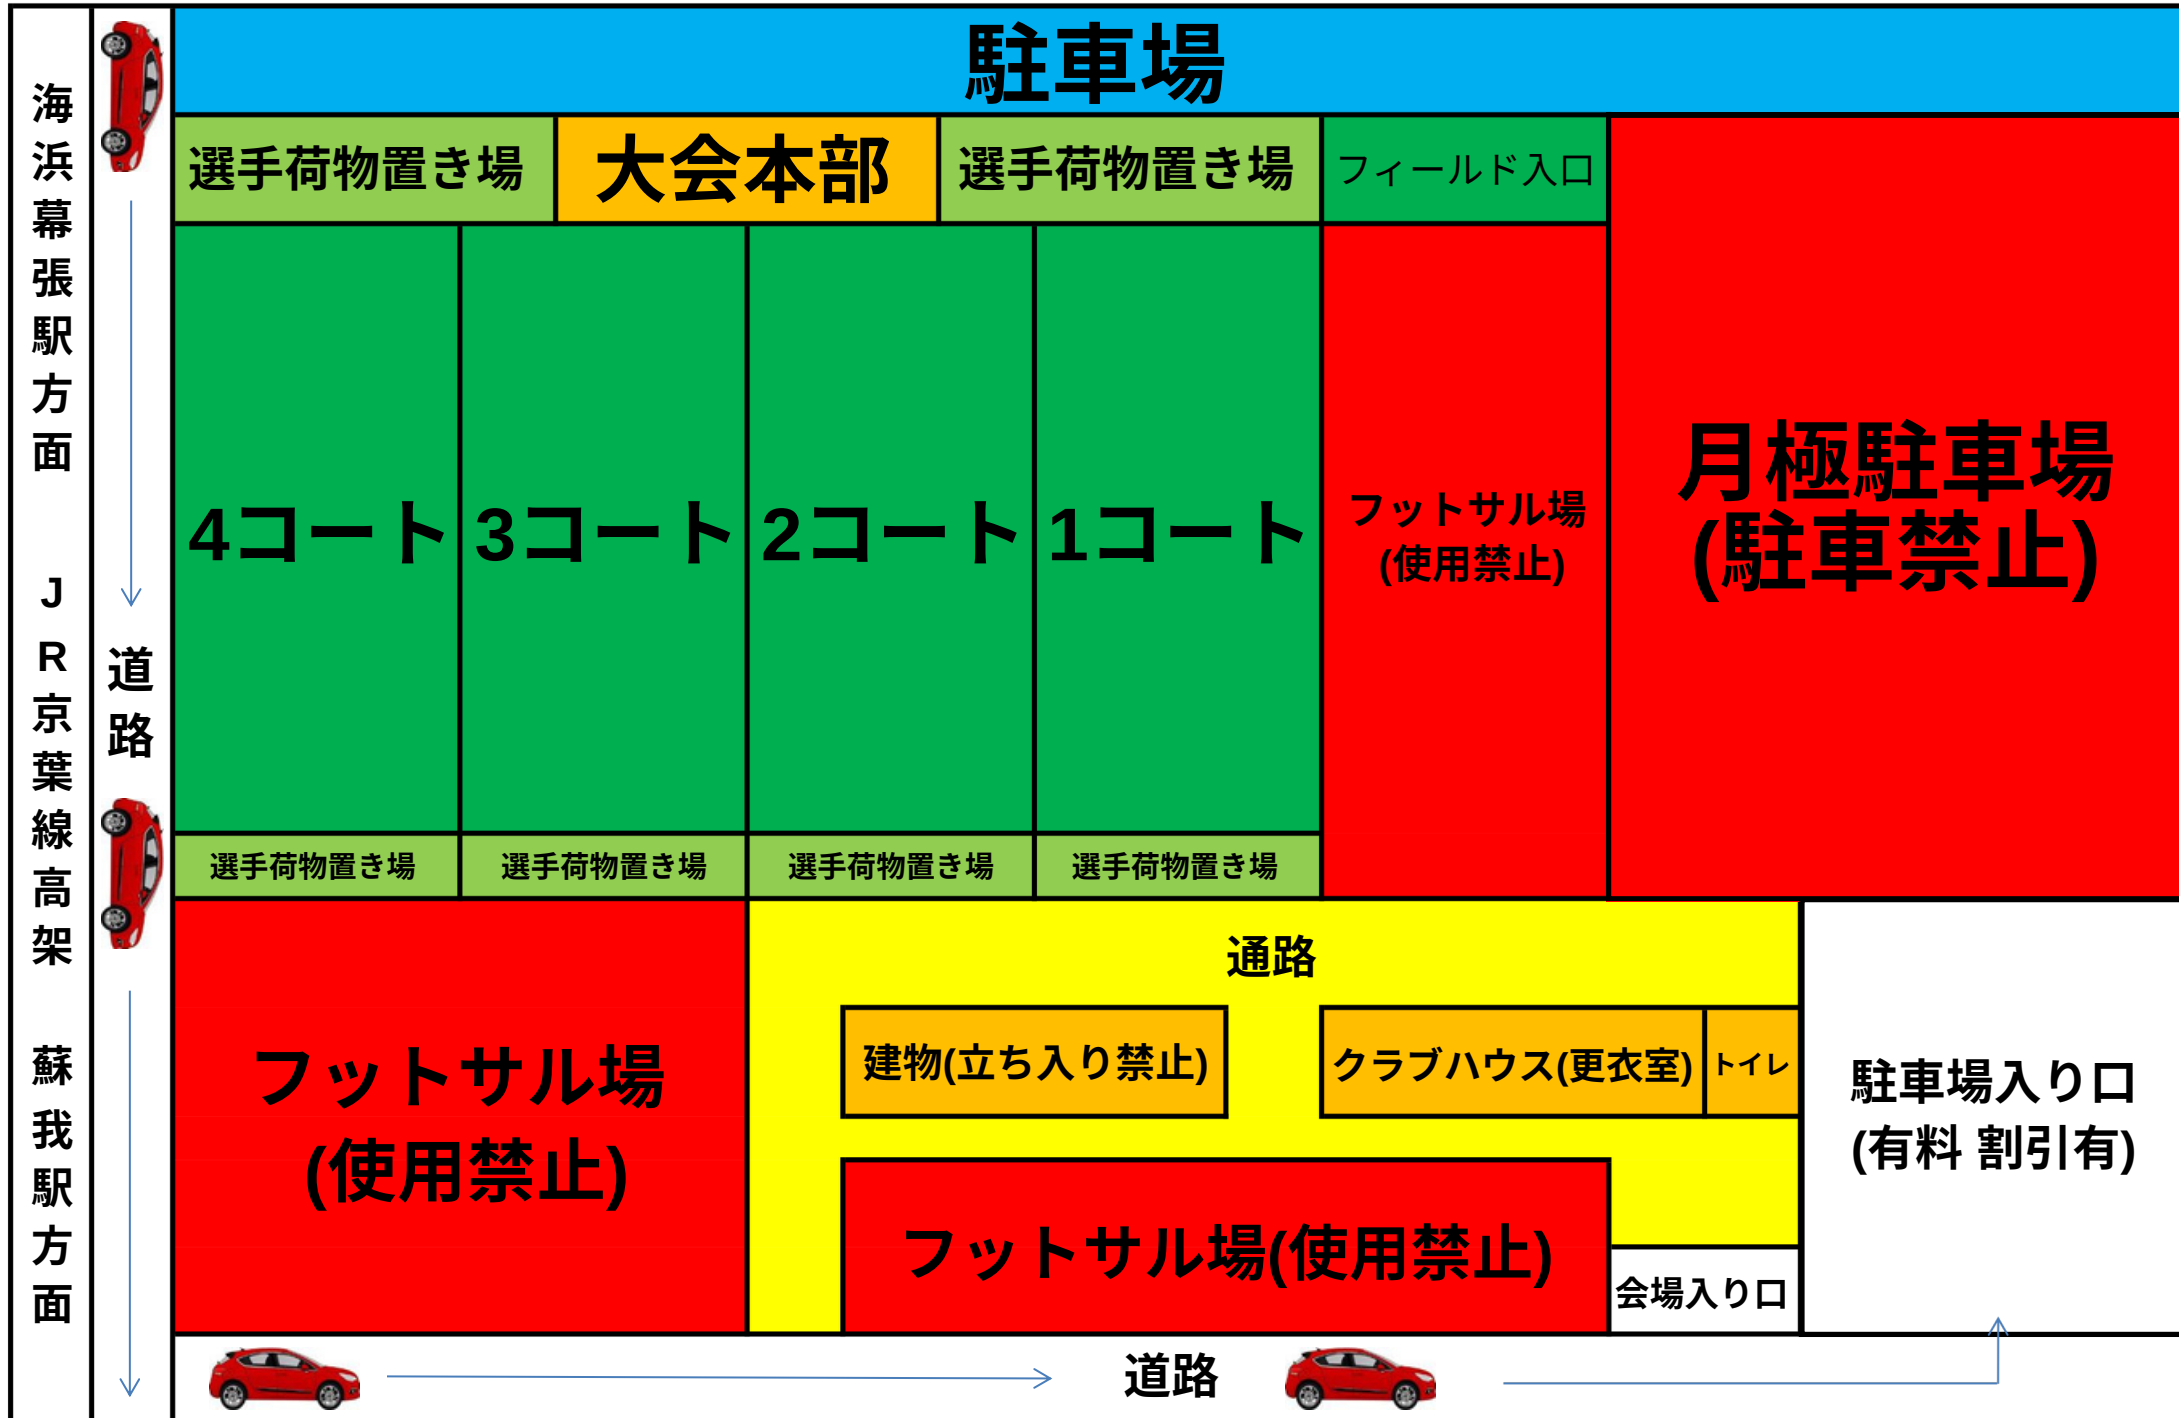 駐車場
選手荷物置き場
大会本部
選手荷物置き場
フィールド入口
海浜幕張駅方面
JR京葉線高架
蘇我駅方面
道路
4コート
3コート
2コート
1コート
フットサル場
(使用禁止)
月極駐車場
(駐車禁止)
選手荷物置き場
選手荷物置き場
選手荷物置き場
選手荷物置き場
通路
フットサル場
(使用禁止)
建物(立ち入り禁止)
クラブハウス(更衣室)
トイレ
駐車場入り口
(有料 割引有)
フットサル場(使用禁止)
会場入り口
道路